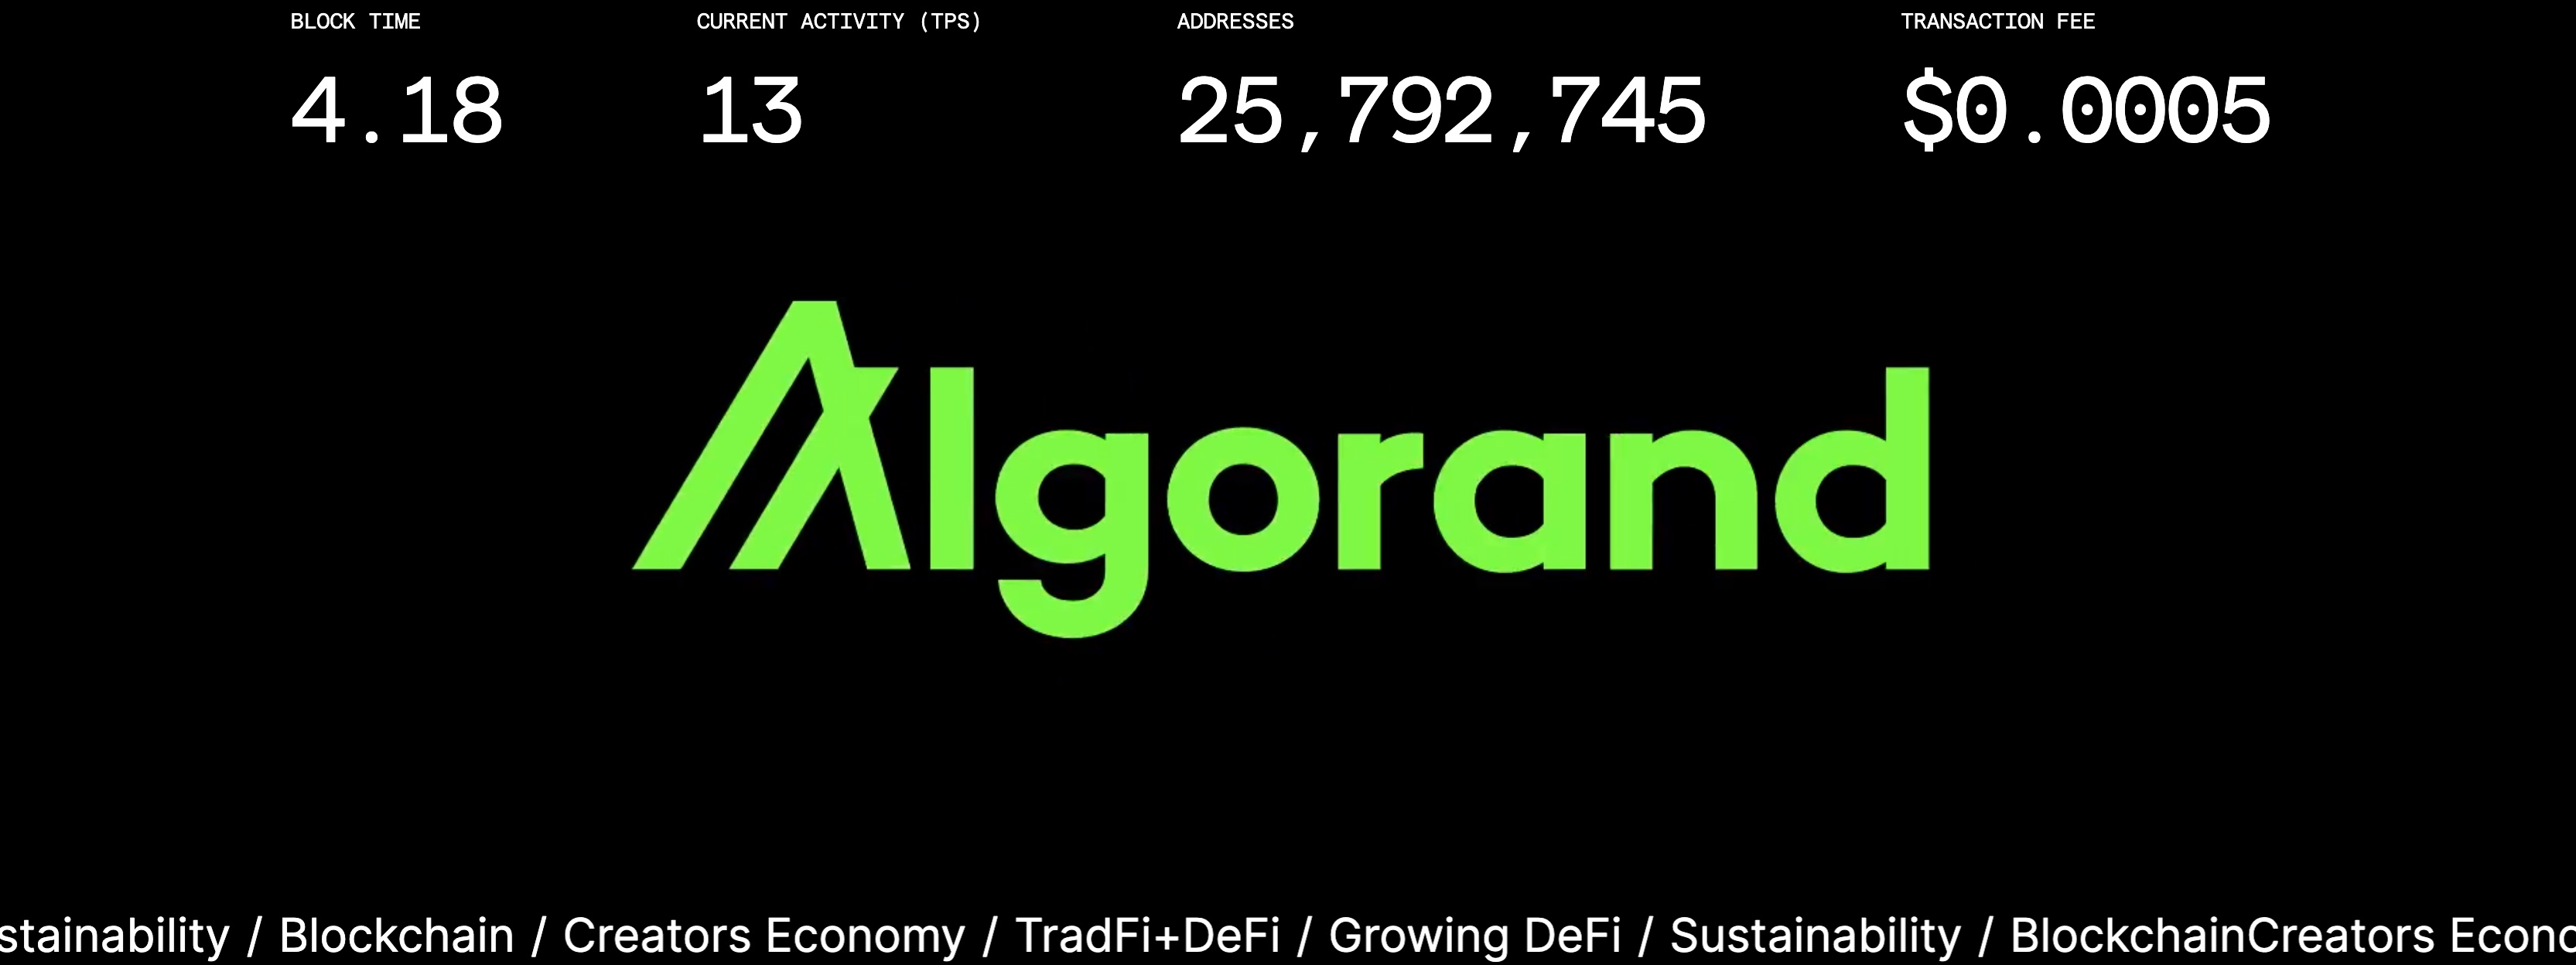 BLOCK TIME CURRENT ACTIVITY (TPS) ADDRESSES TRANSACTION FEE
4.18 13 25,792,745 $0.0005
Algorand
stainability / Blockchain / Creators Economy / TradFi+DeFi / Growing DeFi / Sustainability / BlockchainCreators Econo